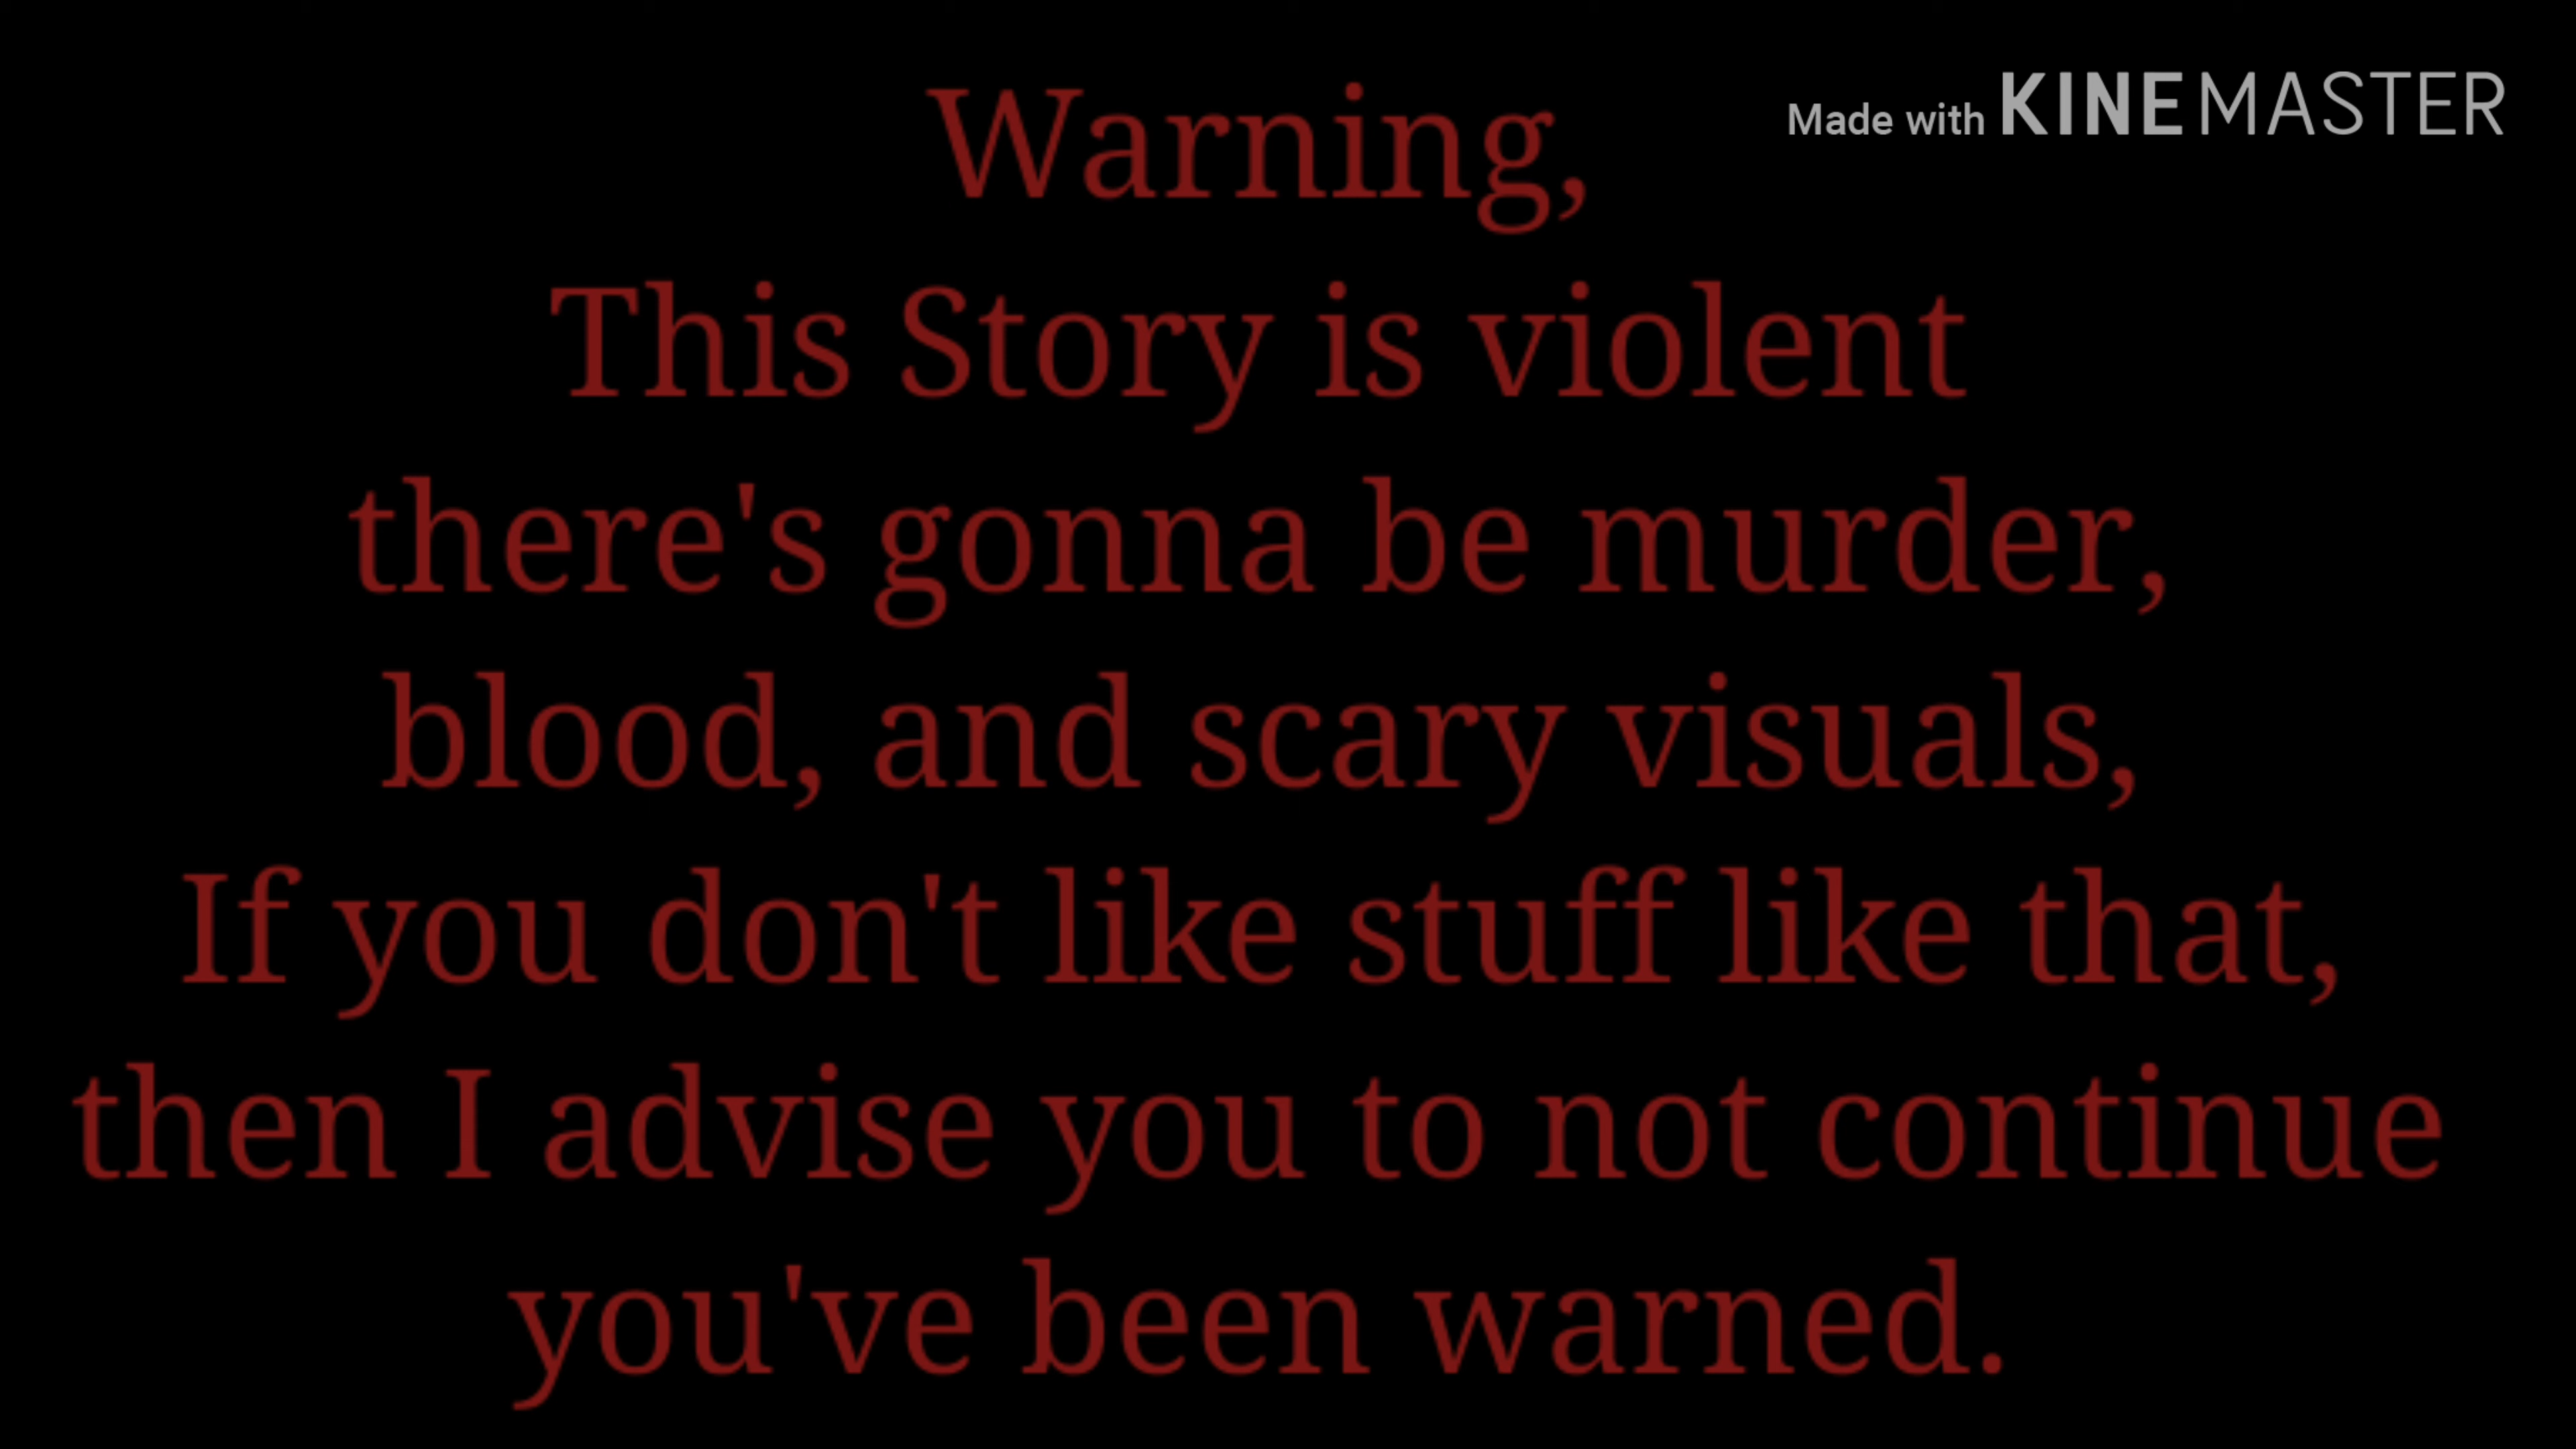 Made with KINEMASTER
Warning,
This Story is violent
there's gonna be murder,
blood, and scary visuals,
If you don't like stuff like that,
then I advise you to not continue
you've been warned.